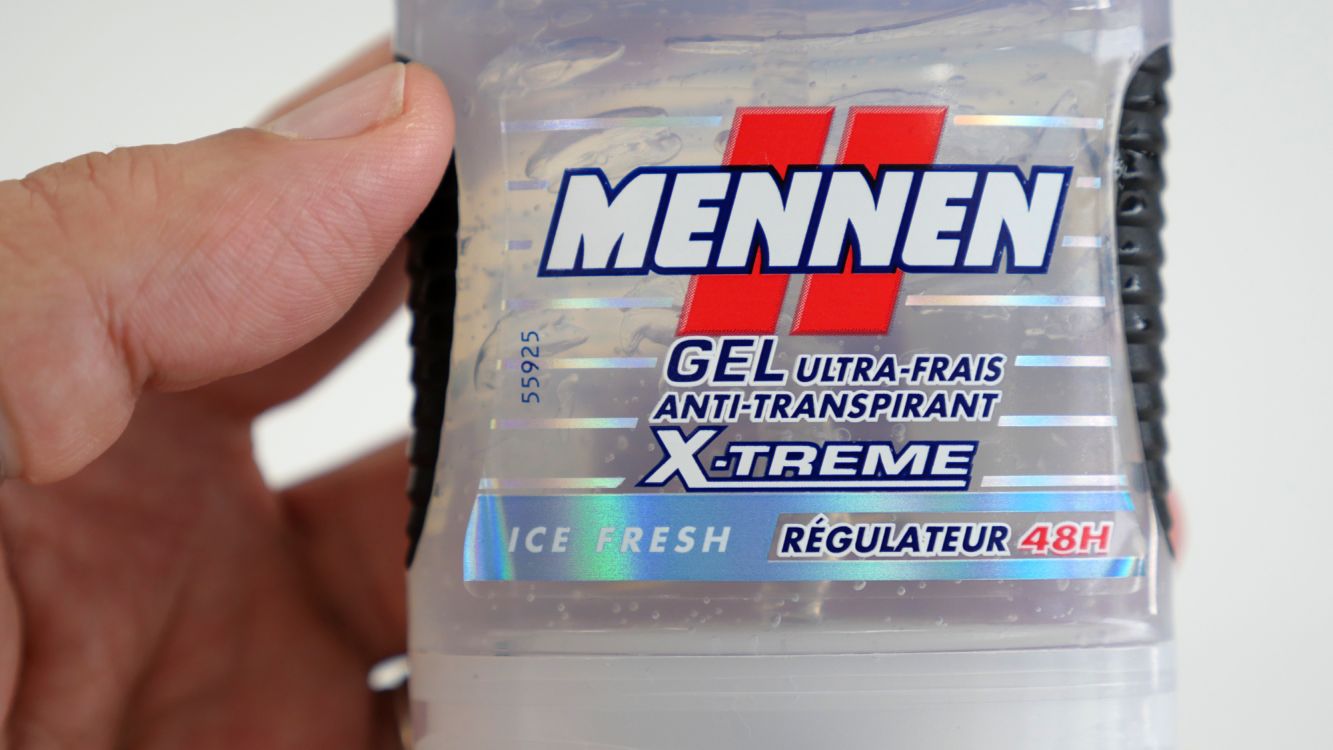 MENNEN
GEL ULTRA-FRAIS
ANTI-TRANSPIRANT
X-TREME
ICE FRESH RÉGULATEUR 48H
55925